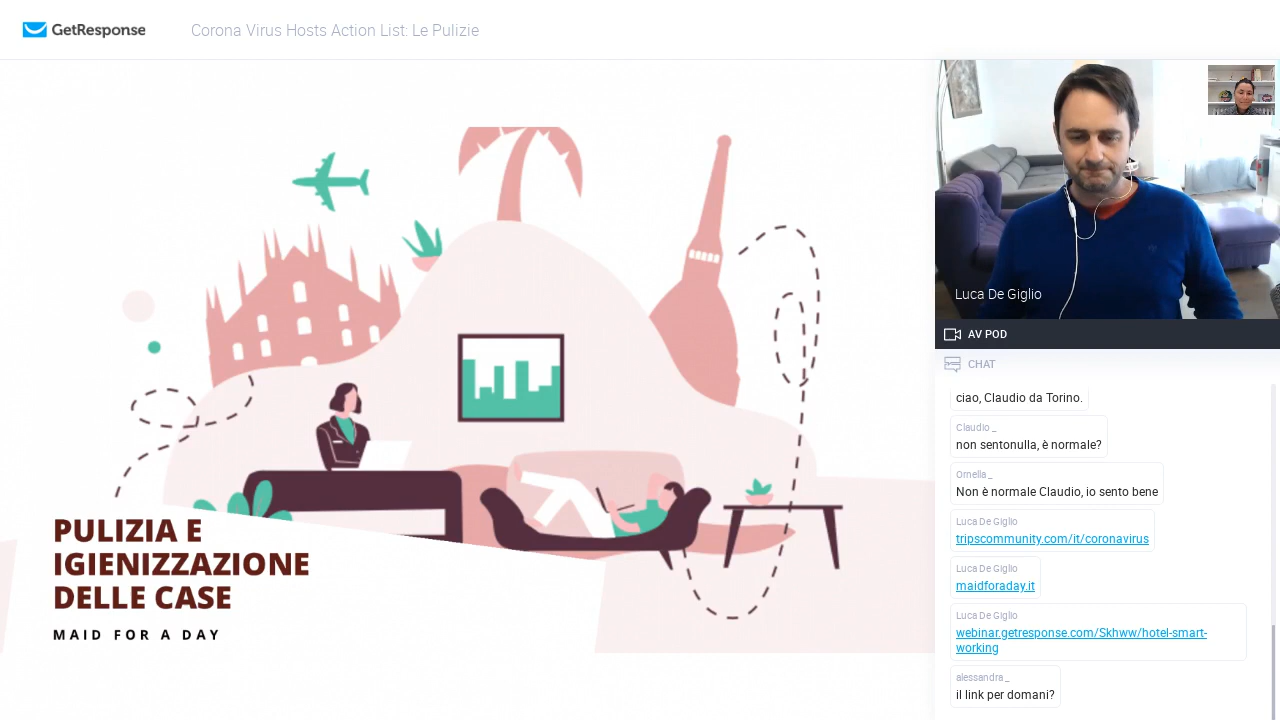 GetResponse
Corona Virus Hosts Action List: Le Pulizie
PULIZIA E
IGIENIZZAZIONE
DELLE CASE
MAID FOR A DAY
Luca De Giglio
AV POD
CHAT
ciao, Claudio da Torino.
Claudio _
non sentonulla, è normale?
Ornella _
Non è normale Claudio, io sento bene
Luca De Giglio
tripscommunity.com/it/coronavirus
Luca De Giglio
maidforaday.it
Luca De Giglio
webinar.getresponse.com/Skhww/hotel-smart-
working
alessandra _
il link per domani?